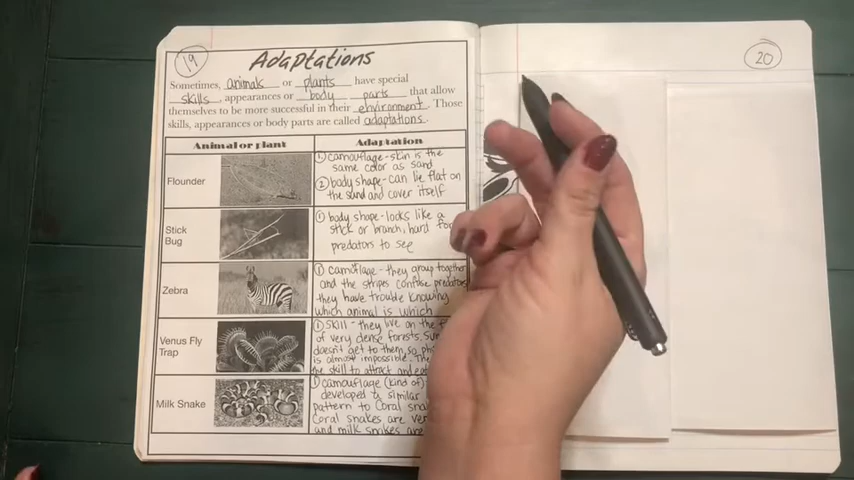 19
20
Adaptations
Sometimes, animals or plants have special
skills, appearances or body parts that allow
themselves to be more successful in their environment. Those
skills, appearances or body parts are called adaptations.
Animal or plant
Adaptation
Flounder
① camouflage - skin is the
same color as sand
② body shape - can lie flat on
the sand and cover itself
Stick
Bug
① body shape - looks like a
stick or branch, hard for
predators to see
Zebra
① camoflage - they group together
and the stripes confuse predators
they have trouble knowing
which animal is which
Venus Fly
Trap
① Skill - they live on the
of very dense forests.
doesn't get to them, so
is almost impossible.
the skill to attract and
Milk Snake
① camouflage (kind of)
developed a similar
pattern to Coral
Coral snakes are
and milk snakes are